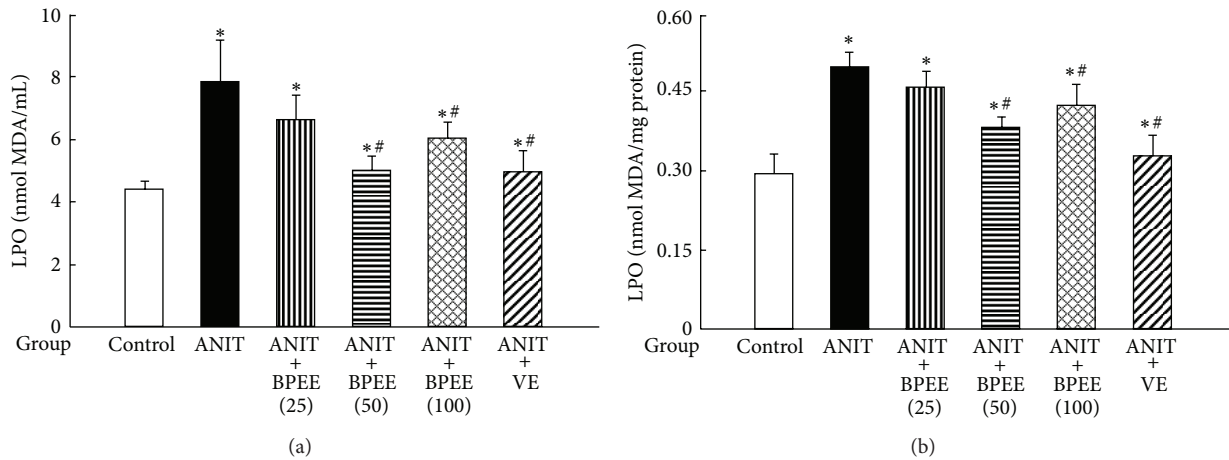 10
8
6
4
2
0
LPO (nmol MDA/mL)
*
*
*#
*#
*#
Group
Control
ANIT
ANIT
+
BPEE
(25)
ANIT
+
BPEE
(50)
ANIT
+
BPEE
(100)
ANIT
+
VE
(a)
0.60
0.45
0.30
0.15
0
LPO (nmol MDA/mg protein)
*
*
*#
*#
*#
Group
Control
ANIT
ANIT
+
BPEE
(25)
ANIT
+
BPEE
(50)
ANIT
+
BPEE
(100)
ANIT
+
VE
(b)